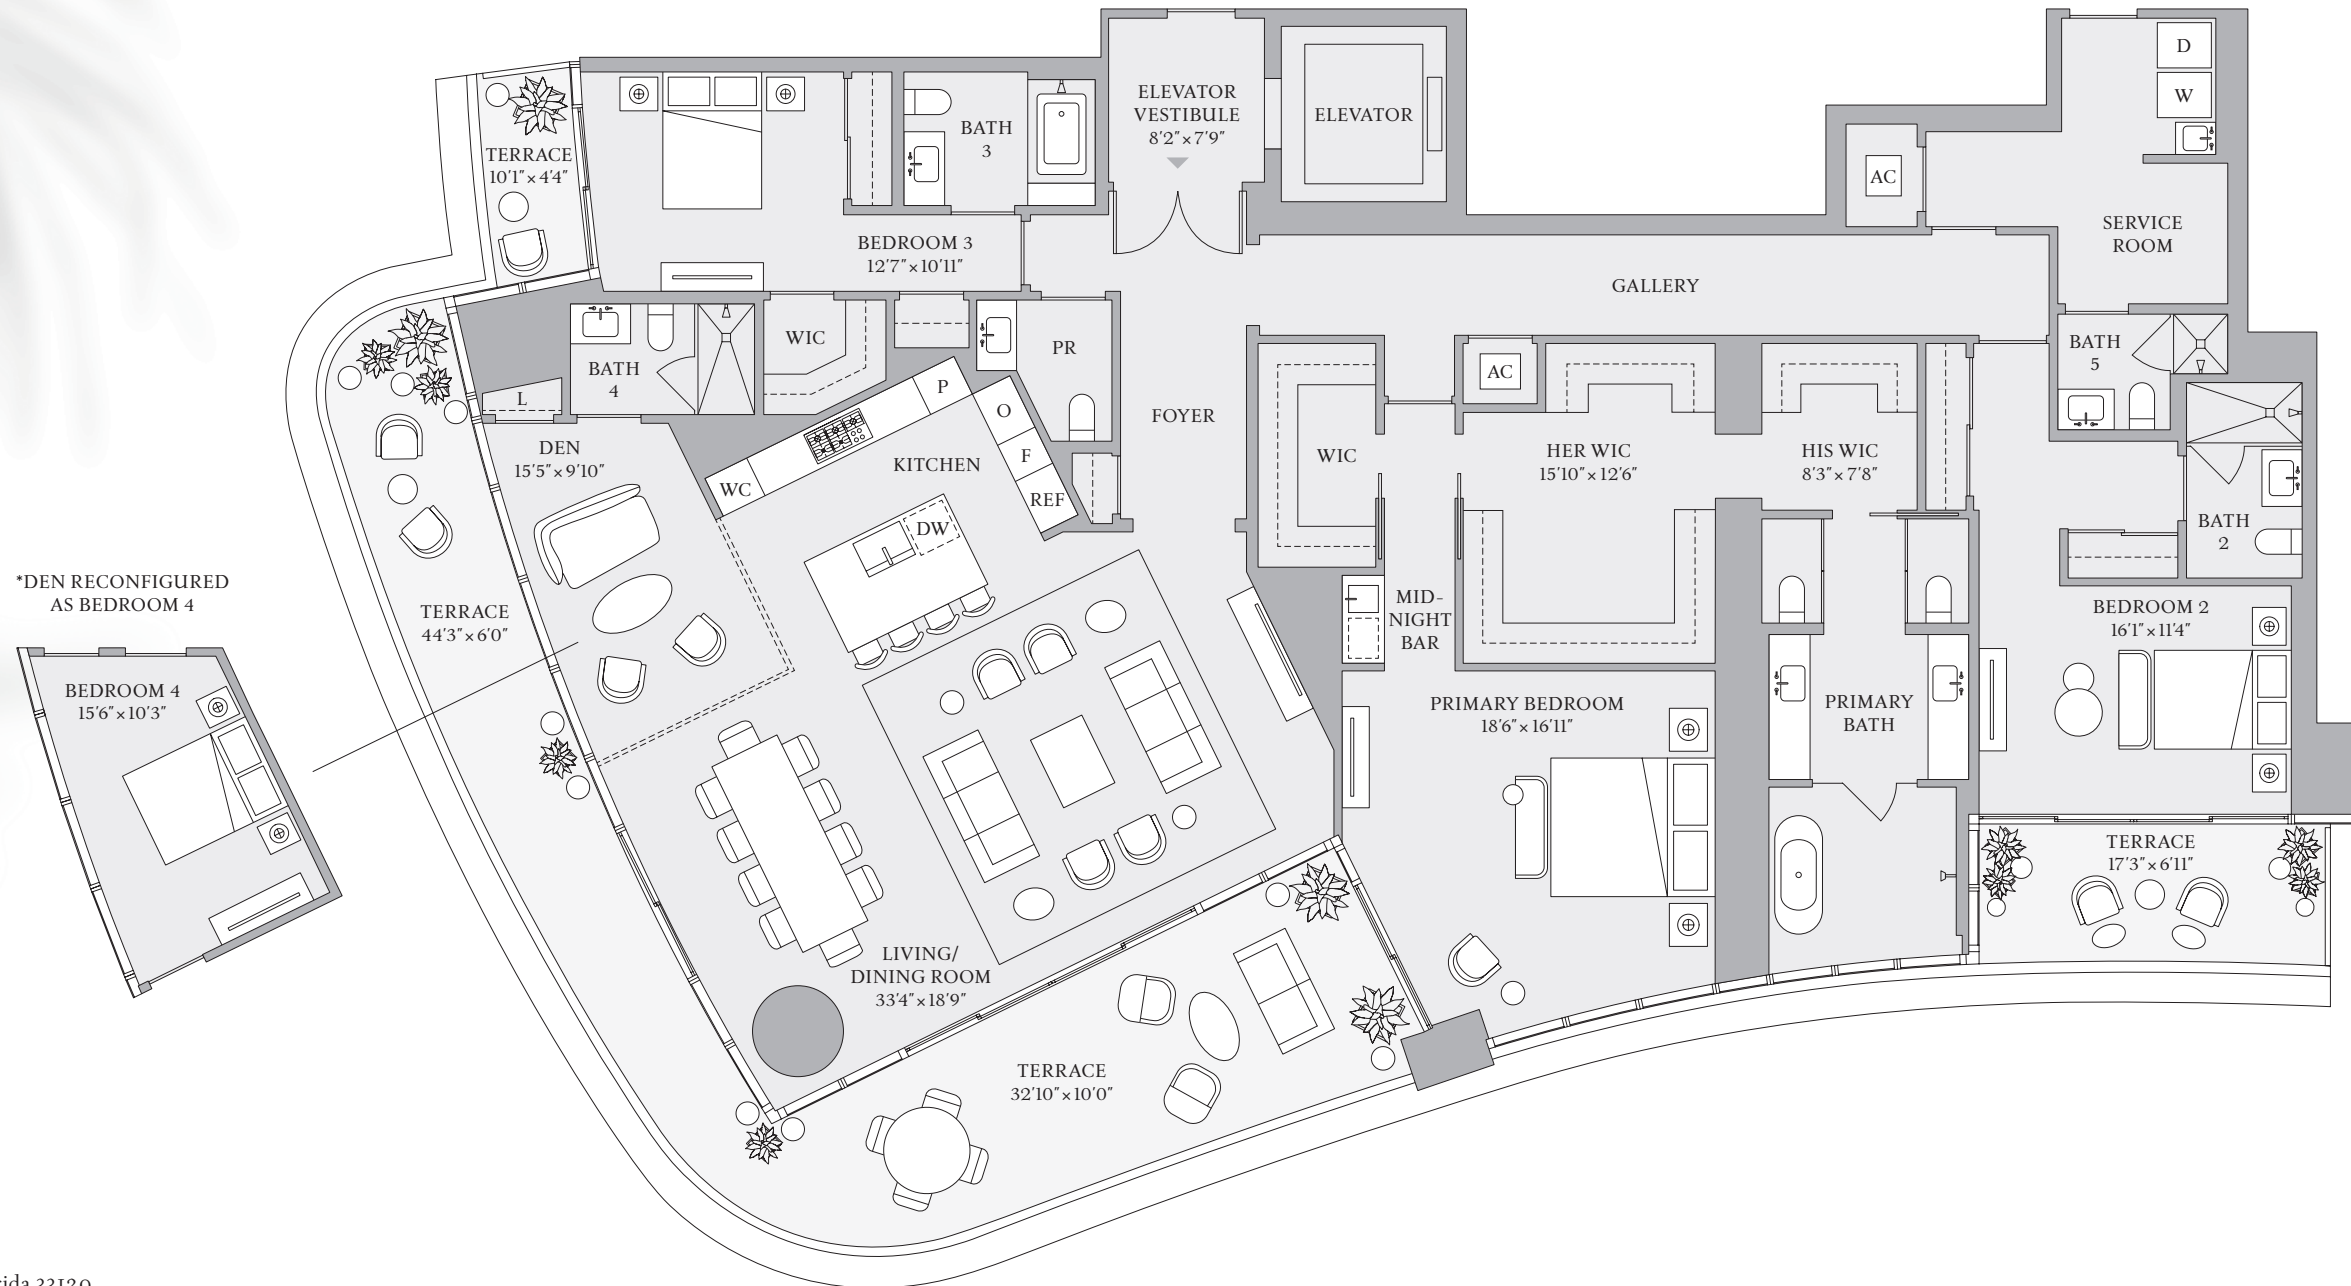 ELEVATOR
VESTIBULE
8'2"×7'9"
ELEVATOR
D
W
AC
SERVICE
ROOM
TERRACE
10'1"×4'4"
BATH
3
BEDROOM 3
12'7"×10'11"
GALLERY
WIC
PR
BATH
4
L
P
O
F
REF
FOYER
AC
BATH
5
DEN
15'5"×9'10"
WC
KITCHEN
DW
WIC
HER WIC
15'10"×12'6"
HIS WIC
8'3"×7'8"
BATH
2
*DEN RECONFIGURED
AS BEDROOM 4
BEDROOM 4
15'6"×10'3"
TERRACE
44'3"×6'0"
MID-
NIGHT
BAR
BEDROOM 2
16'1"×11'4"
PRIMARY BEDROOM
18'6"×16'11"
PRIMARY
BATH
TERRACE
17'3"×6'11"
LIVING/
DINING ROOM
33'4"×18'9"
TERRACE
32'10"×10'0"